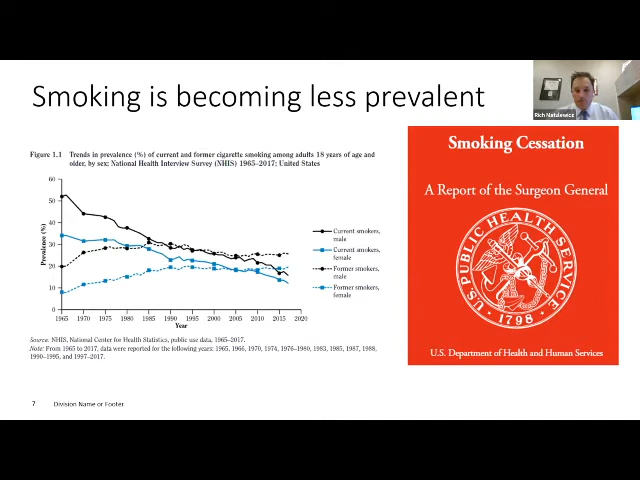 Smoking is becoming less prevalent
Rich Natalewicz
Figure 1.1 Trends in prevalence (%) of current and former cigarette smoking among adults 18 years of age and
older, by sex; National Health Interview Survey (NHIS) 1965–2017; United States
60
50
40
30
20
10
0
Prevalence (%)
1965 1970 1975 1980 1985 1990 1995 2000 2005 2010 2015 2020
Year
Current smokers,
male
Current smokers,
female
Former smokers,
male
Former smokers,
female
Source: NHIS, National Center for Health Statistics, public use data, 1965–2017.
Note: From 1965 to 2017, data were reported for the following years: 1965, 1966, 1970, 1974, 1976–1980, 1983, 1985, 1987, 1988,
1990–1995, and 1997–2017.
Smoking Cessation
A Report of the Surgeon General
U.S. PUBLIC HEALTH SERVICE
1798
U.S. Department of Health and Human Services
7 Division Name or Footer